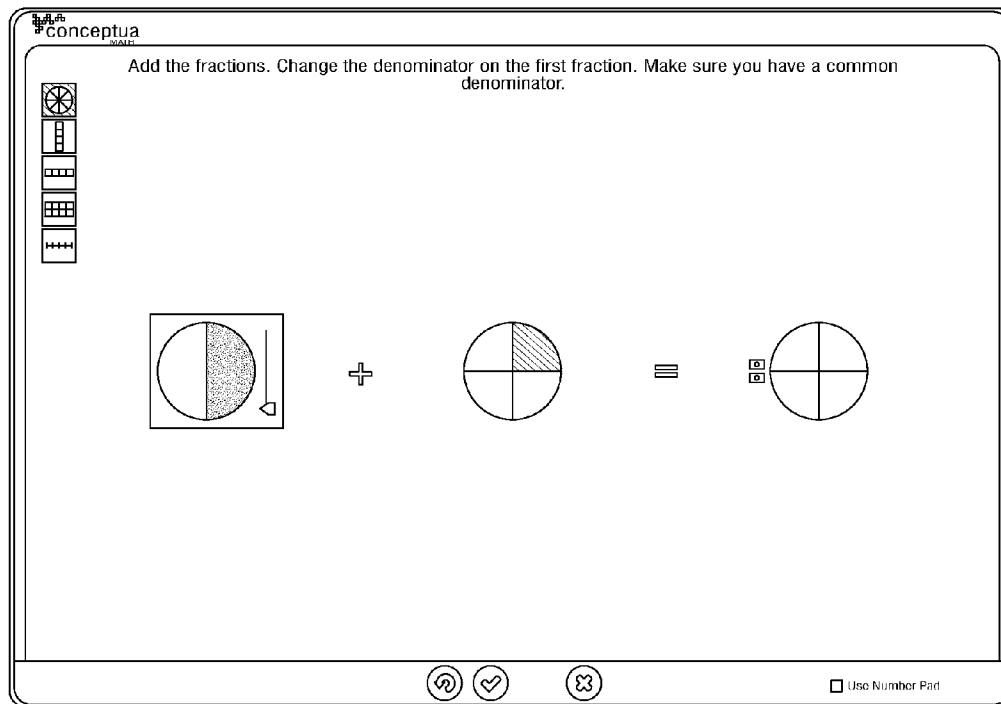 conceptua
MATH
Add the fractions. Change the denominator on the first fraction. Make sure you have a common
denominator.
Use Number Pad